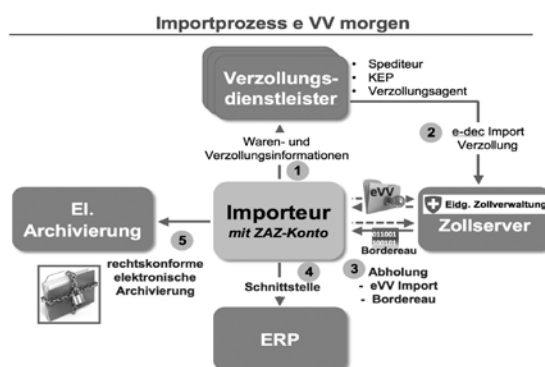 Importprozess e VV morgen
Verzollungs-
dienstleister
• Spediteur
• KEP
• Verzollungsagent
Waren- und
Verzollungsinformationen
1
2
e-dec Import
Verzollung
El.
Archivierung
5
rechtskonforme
elektronische
Archivierung
Importeur
mit ZAZ-Konto
eVV
011001
000101
Bordereau
Eidg. Zollverwaltung
Zollserver
4
Schnittstelle
3
Abholung
- eVV Import
- Bordereau
ERP